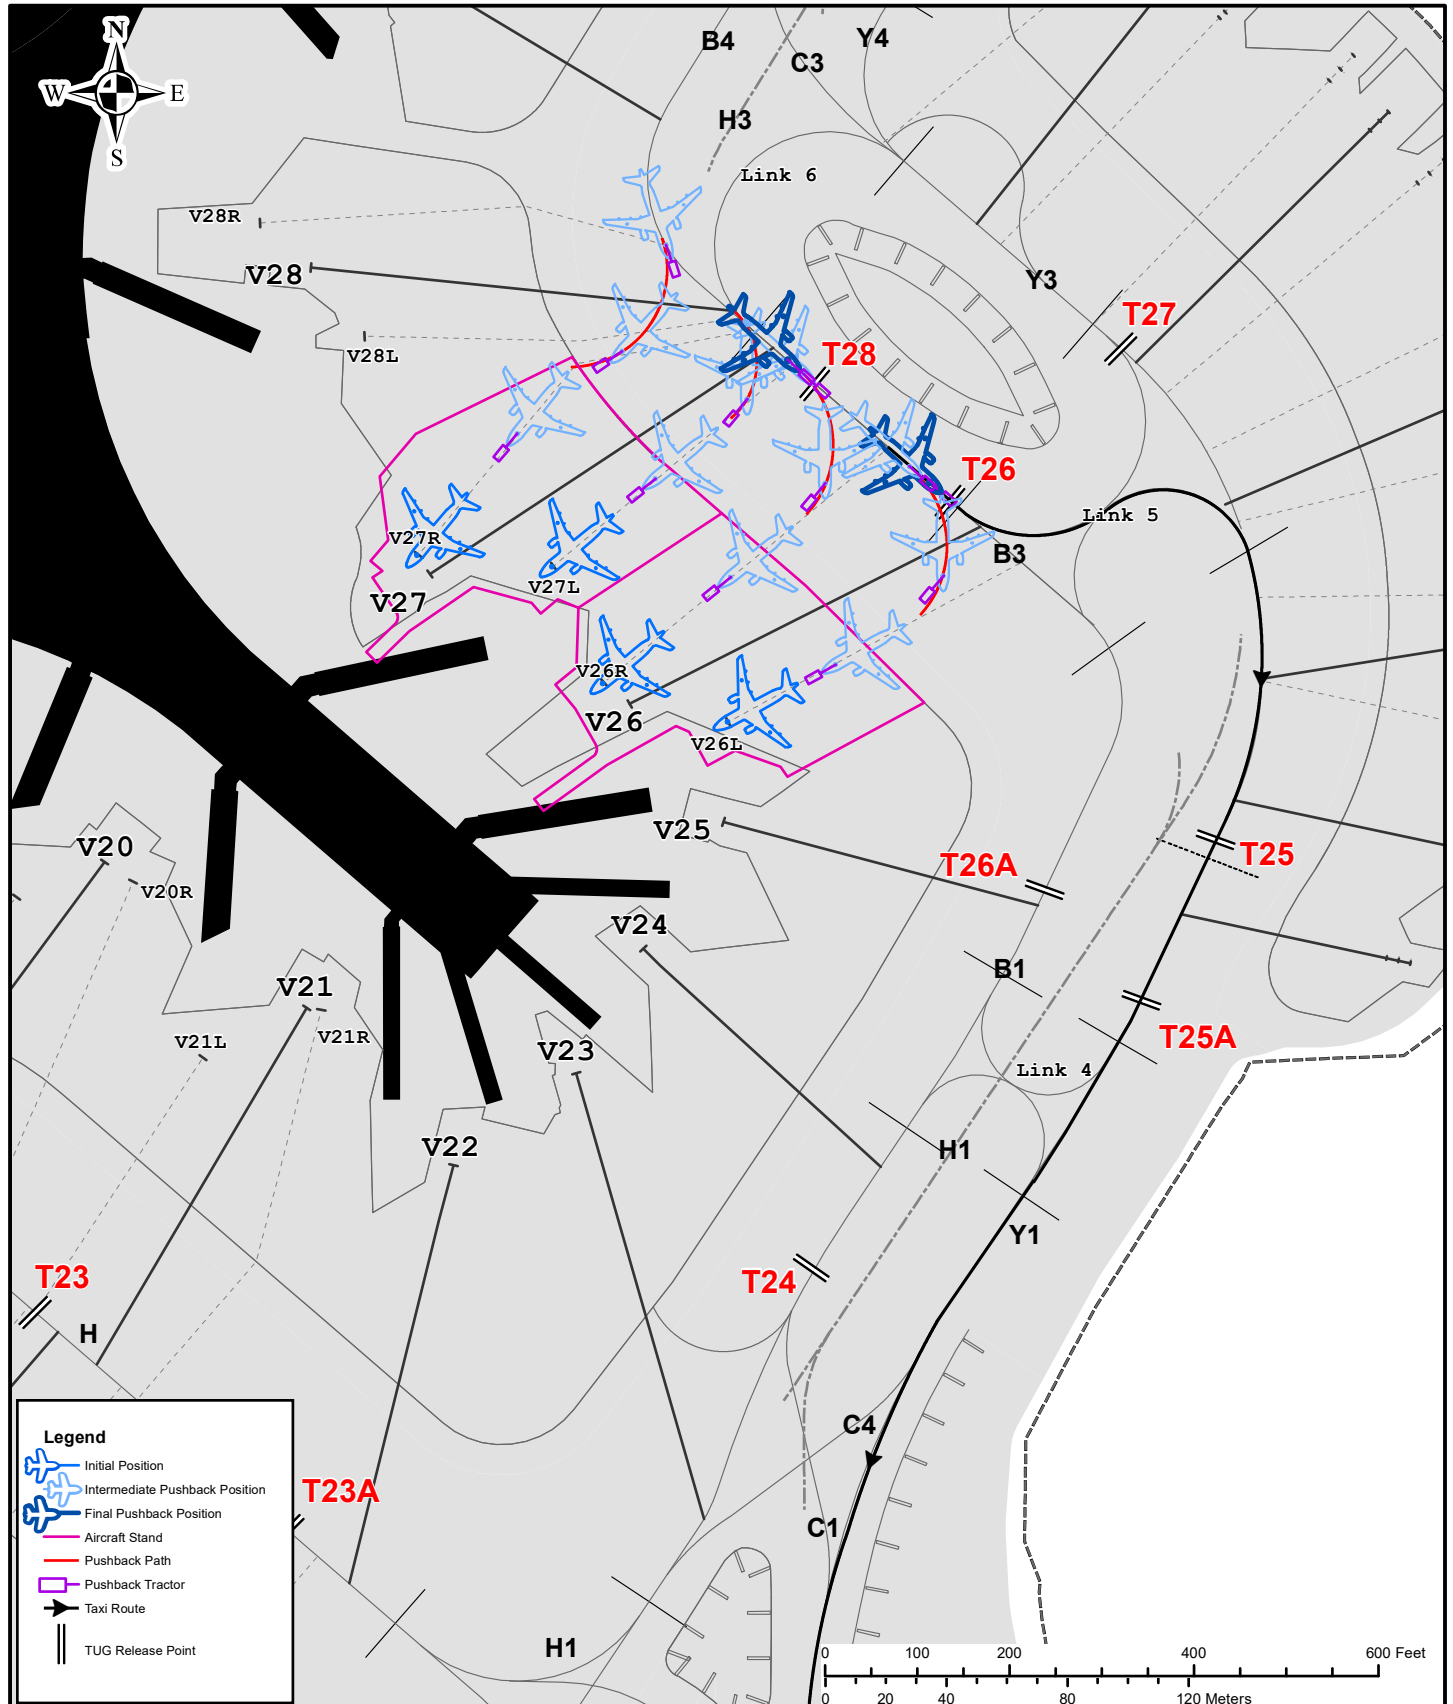 N
W E
S
B4
C3
Y4
H3
Link 6
V28R
V28
V28L
Y3
T27
T28
T26
Link 5
B3
V27R
V27
V27L
V26R
V26
V26L
V25
T26A
T25
V20
V20R
V24
B1
V21
V21R
V21L
V23
T25A
Link 4
V22
H1
Y1
T23
T24
H
C4
T23A
C1
H1
Legend
Initial Position
Intermediate Pushback Position
Final Pushback Position
Aircraft Stand
Pushback Path
Pushback Tractor
Taxi Route
TUG Release Point
0 100 200 400 600 Feet
0 20 40 80 120 Meters